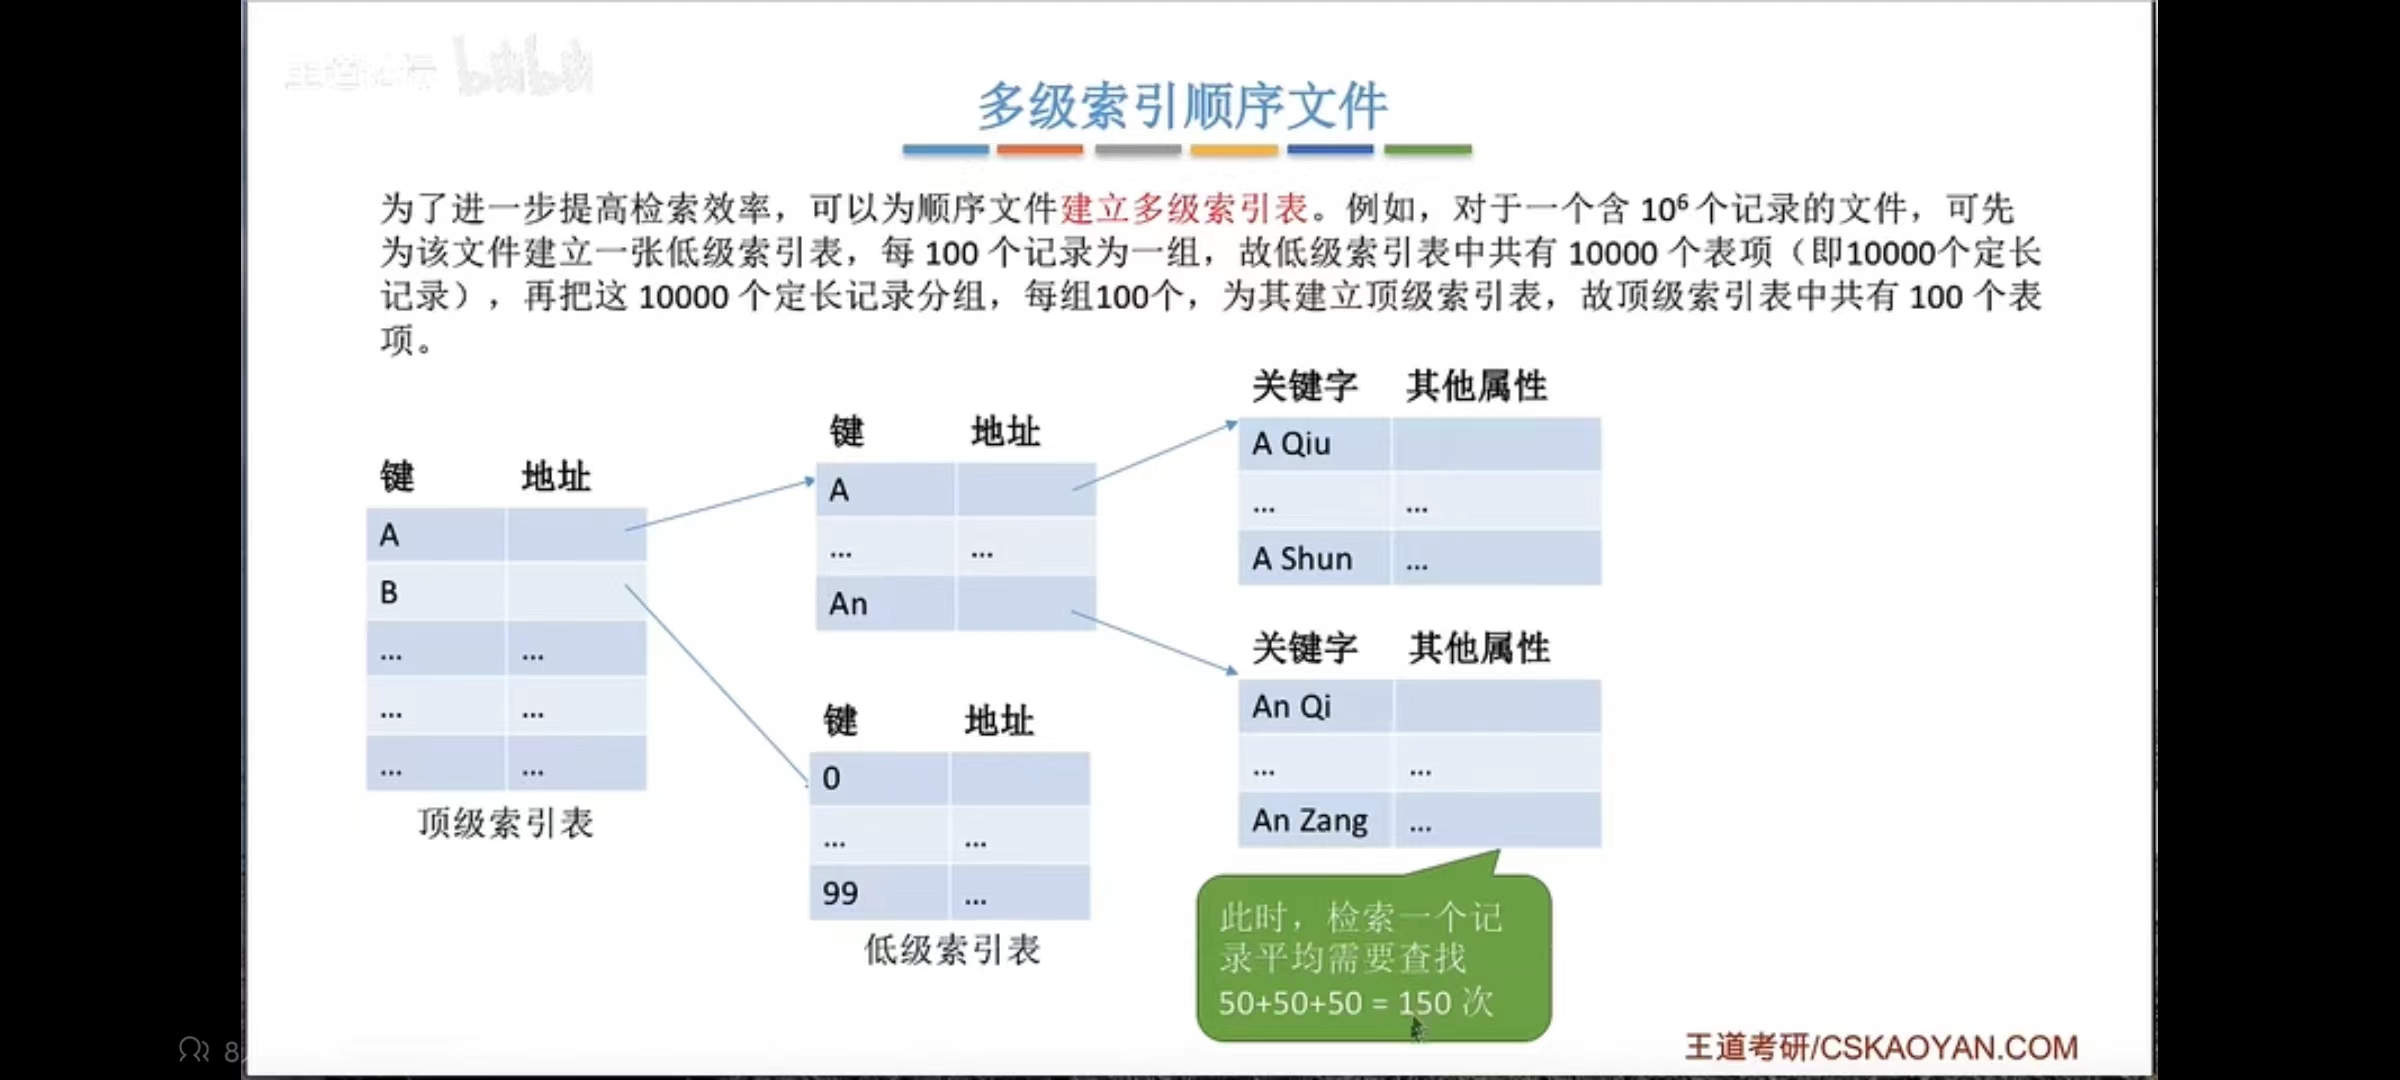 多级索引顺序文件
为了进一步提高检索效率，可以为顺序文件建立多级索引表。例如，对于一个含 10⁶ 个记录的文件，可先
为该文件建立一张低级索引表，每 100 个记录为一组，故低级索引表中共有 10000 个表项（即10000个定长
记录），再把这 10000 个定长记录分组，每组100个，为其建立顶级索引表，故顶级索引表中共有 100 个表
项。
键 地址
A
B
... ...
... ...
... ...
顶级索引表
键 地址
A
... ...
An
键 地址
0
... ...
99 ...
低级索引表
关键字 其他属性
A Qiu
... ...
A Shun ...
关键字 其他属性
An Qi
... ...
An Zang ...
此时，检索一个记
录平均需要查找
50+50+50 = 150 次
王道考研/CSKAOYAN.COM
bilibili